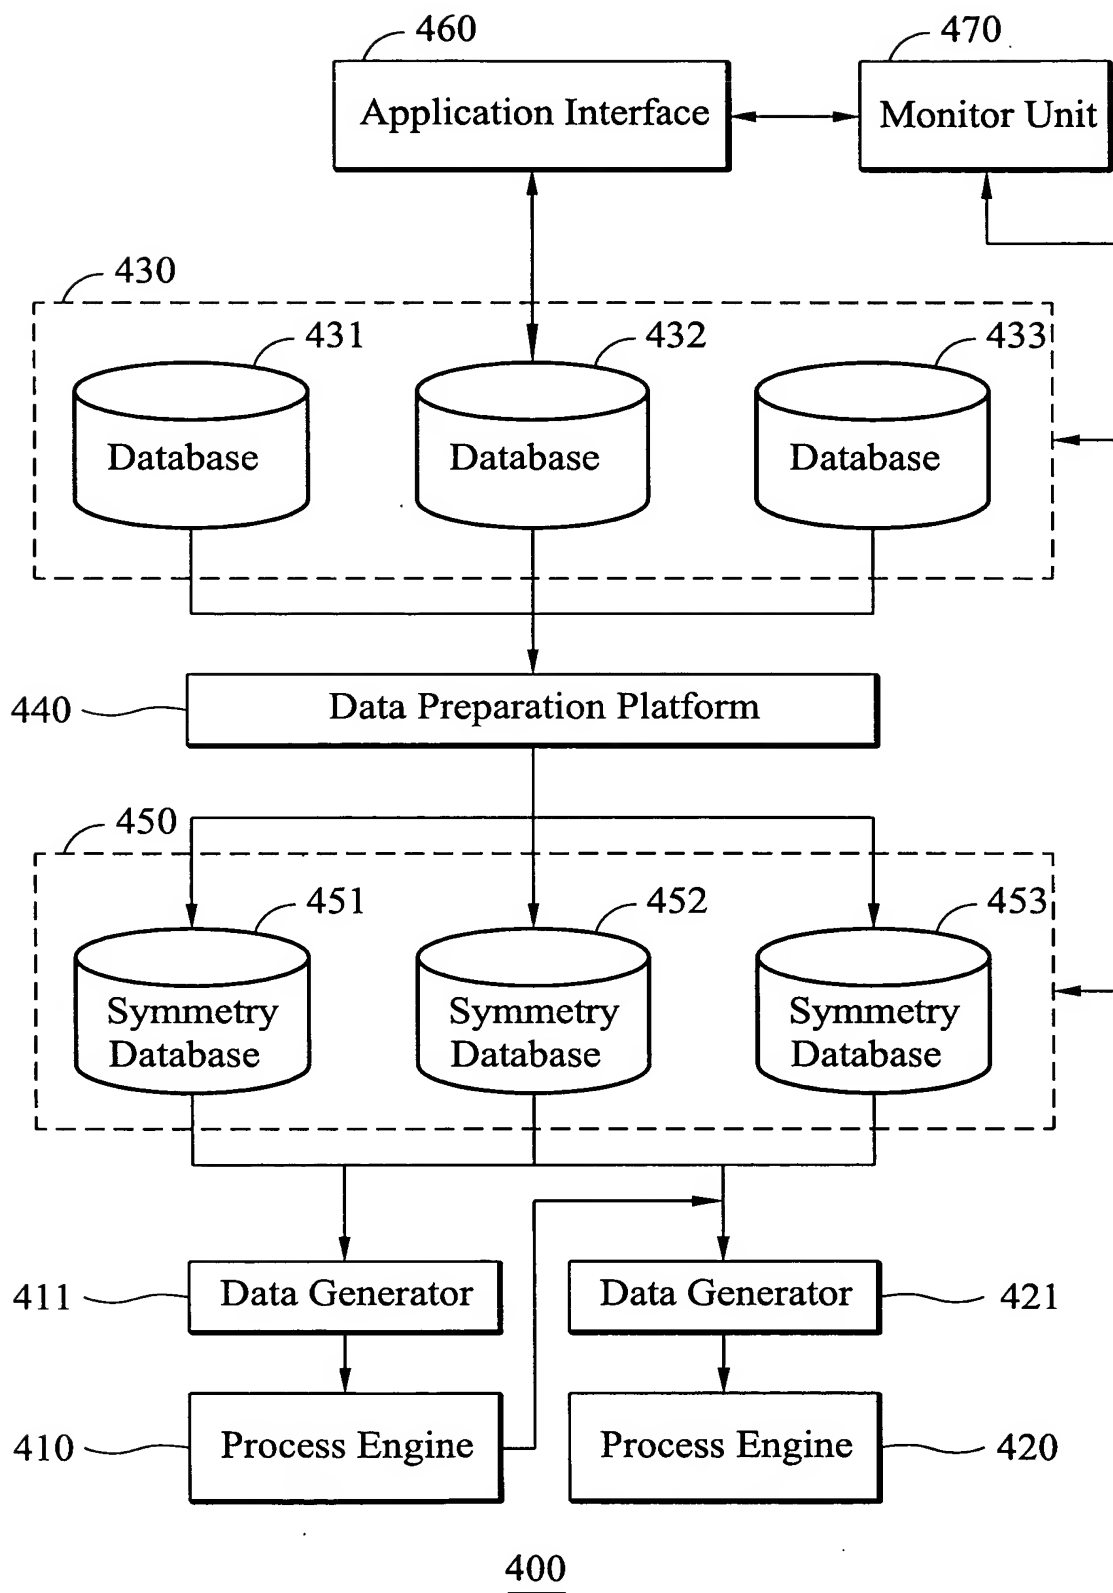 460
470
Application Interface
Monitor Unit
430
431
432
433
Database
Database
Database
440
Data Preparation Platform
450
451
452
453
Symmetry
Database
Symmetry
Database
Symmetry
Database
411
Data Generator
Data Generator
421
410
Process Engine
Process Engine
420
400